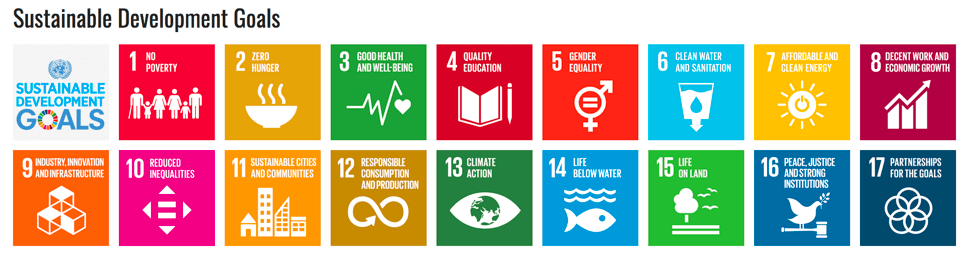 Sustainable Development Goals
SUSTAINABLE
DEVELOPMENT
GOALS
1 NO
POVERTY
2 ZERO
HUNGER
3 GOOD HEALTH
AND WELL-BEING
4 QUALITY
EDUCATION
5 GENDER
EQUALITY
6 CLEAN WATER
AND SANITATION
7 AFFORDABLE AND
CLEAN ENERGY
8 DECENT WORK AND
ECONOMIC GROWTH
9 INDUSTRY, INNOVATION
AND INFRASTRUCTURE
10 REDUCED
INEQUALITIES
11 SUSTAINABLE CITIES
AND COMMUNITIES
12 RESPONSIBLE
CONSUMPTION
AND PRODUCTION
13 CLIMATE
ACTION
14 LIFE
BELOW WATER
15 LIFE
ON LAND
16 PEACE, JUSTICE
AND STRONG
INSTITUTIONS
17 PARTNERSHIPS
FOR THE GOALS